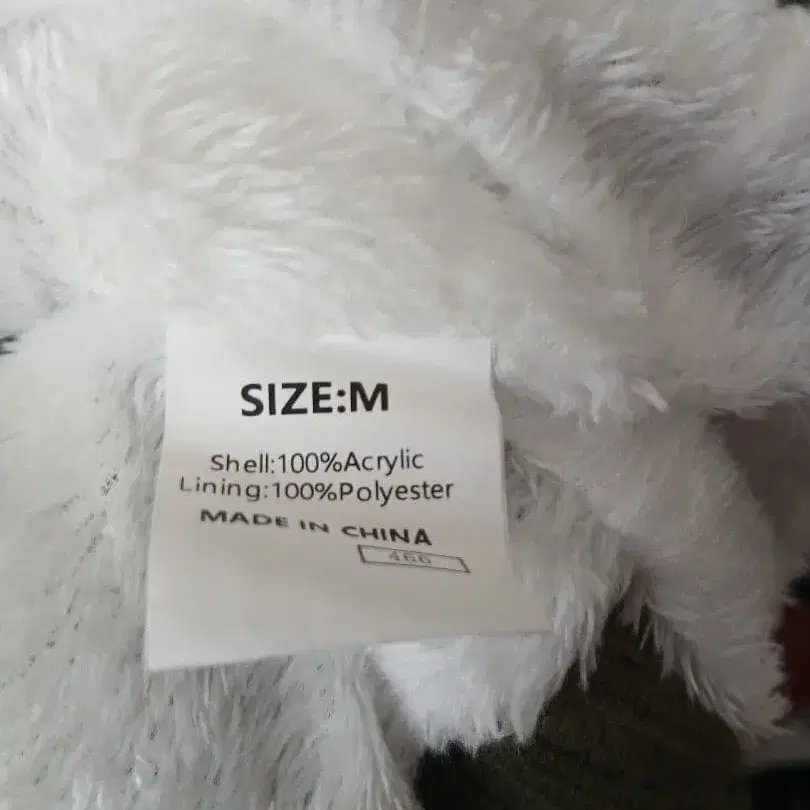 SIZE:M
Shell:100%Acrylic
Lining:100%Polyester
MADE IN CHINA
466